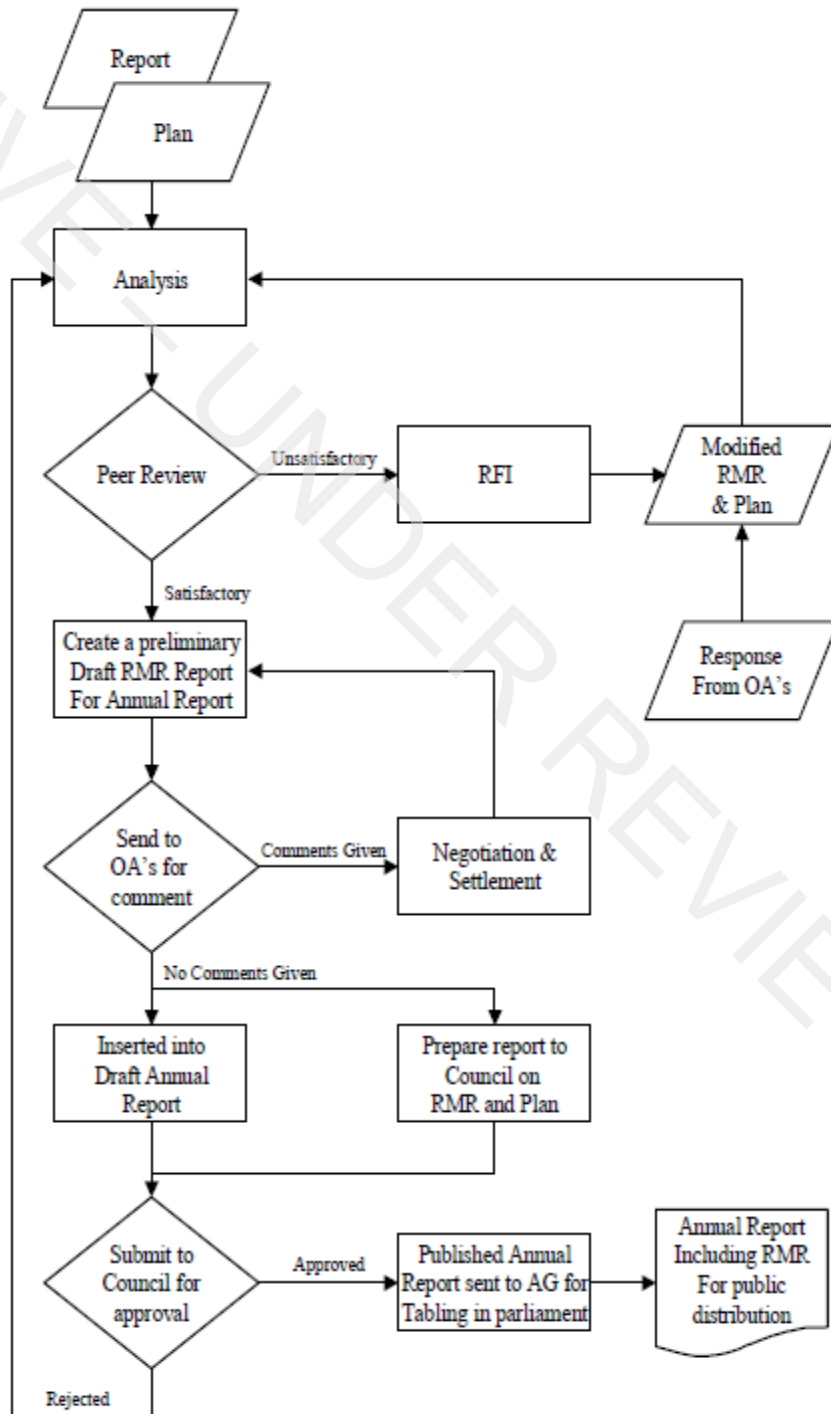 Report
Plan
Analysis
Peer Review
Unsatisfactory
RFI
Modified
RMR
& Plan
Satisfactory
Create a preliminary
Draft RMR Report
For Annual Report
Response
From OA's
Send to
OA's for
comment
Comments Given
Negotiation &
Settlement
No Comments Given
Inserted into
Draft Annual
Report
Prepare report to
Council on
RMR and Plan
Submit to
Council for
approval
Approved
Published Annual
Report sent to AG for
Tabling in parliament
Annual Report
Including RMR
For public
distribution
Rejected
VE – UNDER REVIE